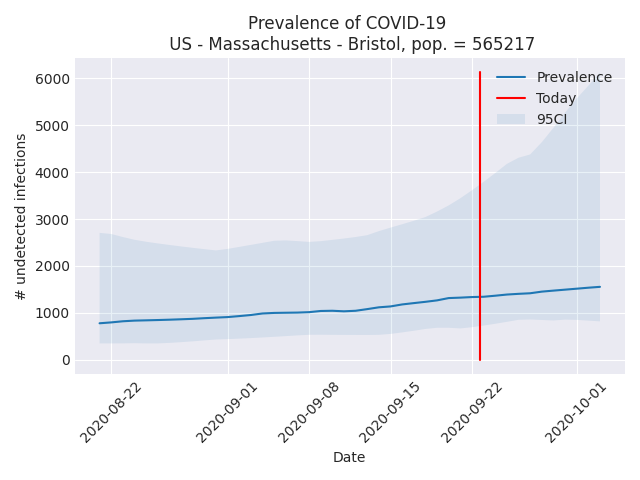 Prevalence of COVID-19
US - Massachusetts - Bristol, pop. = 565217
# undetected infections
6000
5000
4000
3000
2000
1000
0
Prevalence
Today
95CI
2020-08-22
2020-09-01
2020-09-08
2020-09-15
2020-09-22
2020-10-01
Date